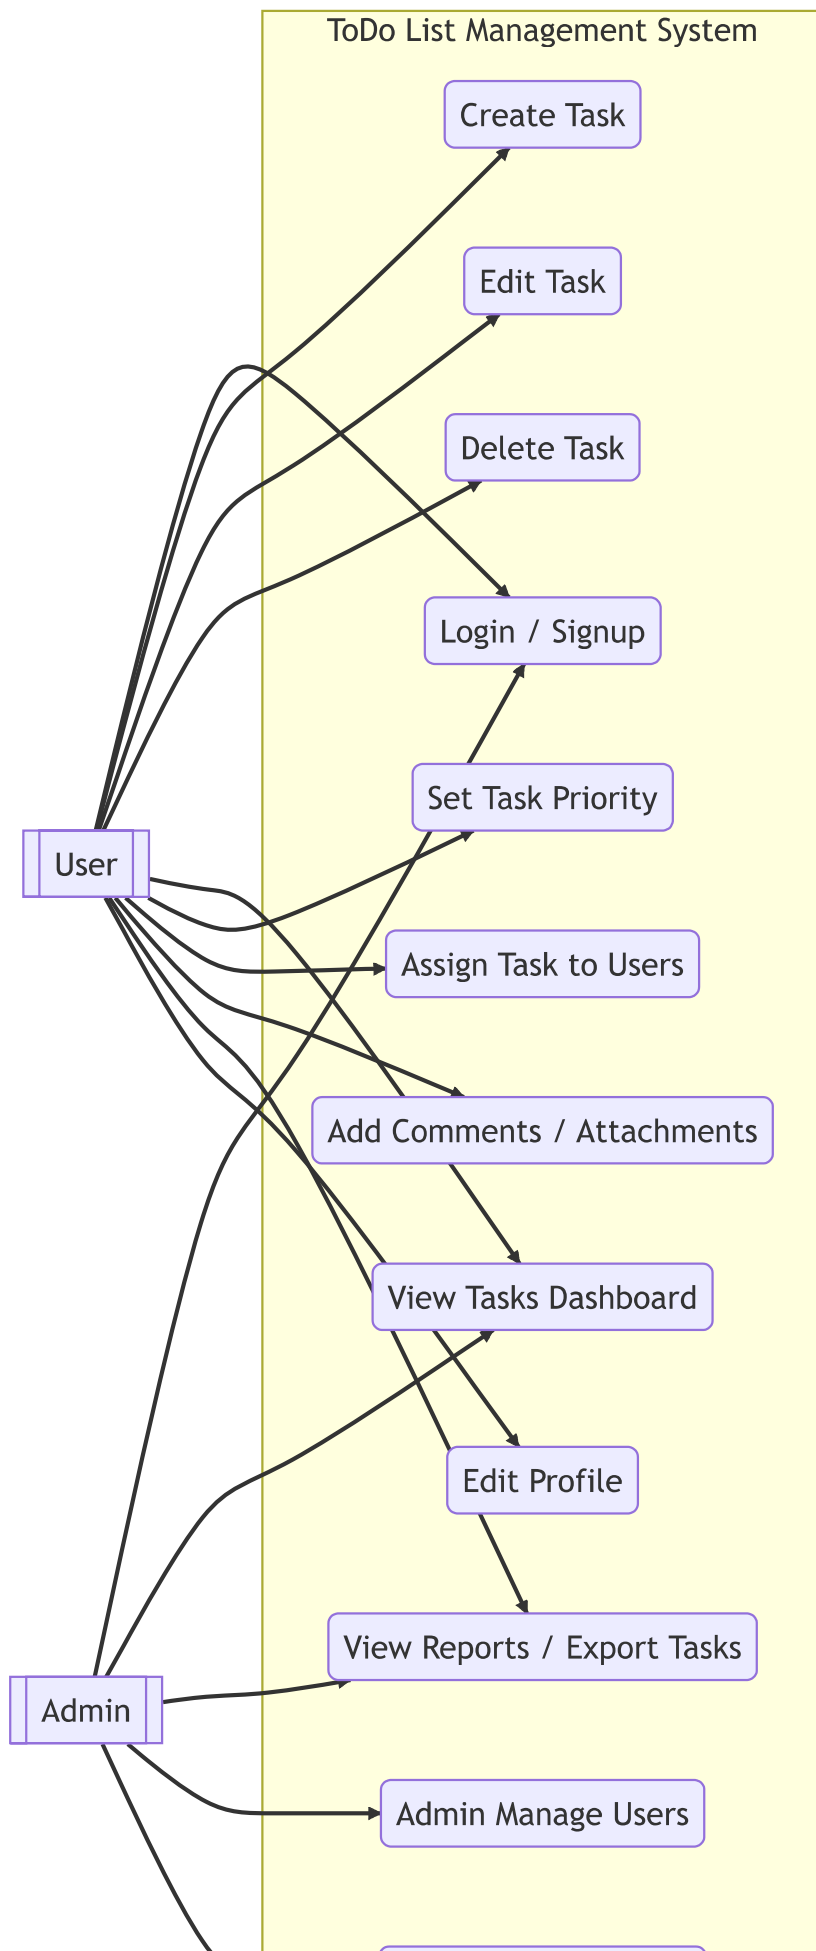 ToDo List Management System
Create Task
Edit Task
Delete Task
Login / Signup
Set Task Priority
User
Assign Task to Users
Add Comments / Attachments
View Tasks Dashboard
Edit Profile
View Reports / Export Tasks
Admin
Admin Manage Users